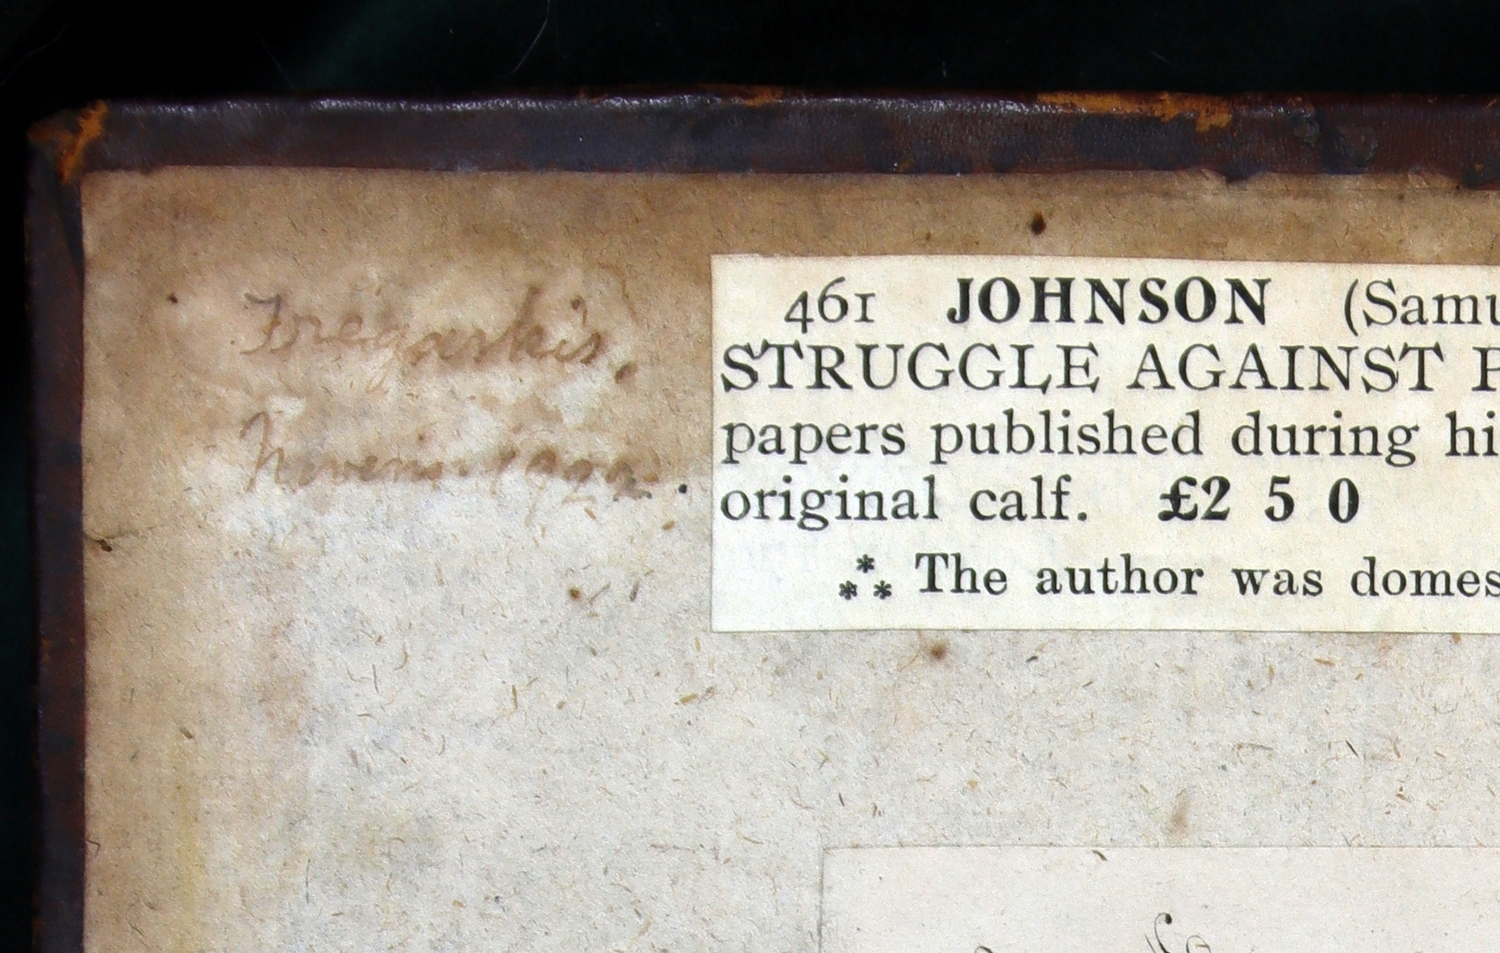 Tregaskis.
Novem. 1922.
461 JOHNSON (Samu
STRUGGLE AGAINST P
papers published during hi
original calf. £2 5 0
⁂ The author was domes